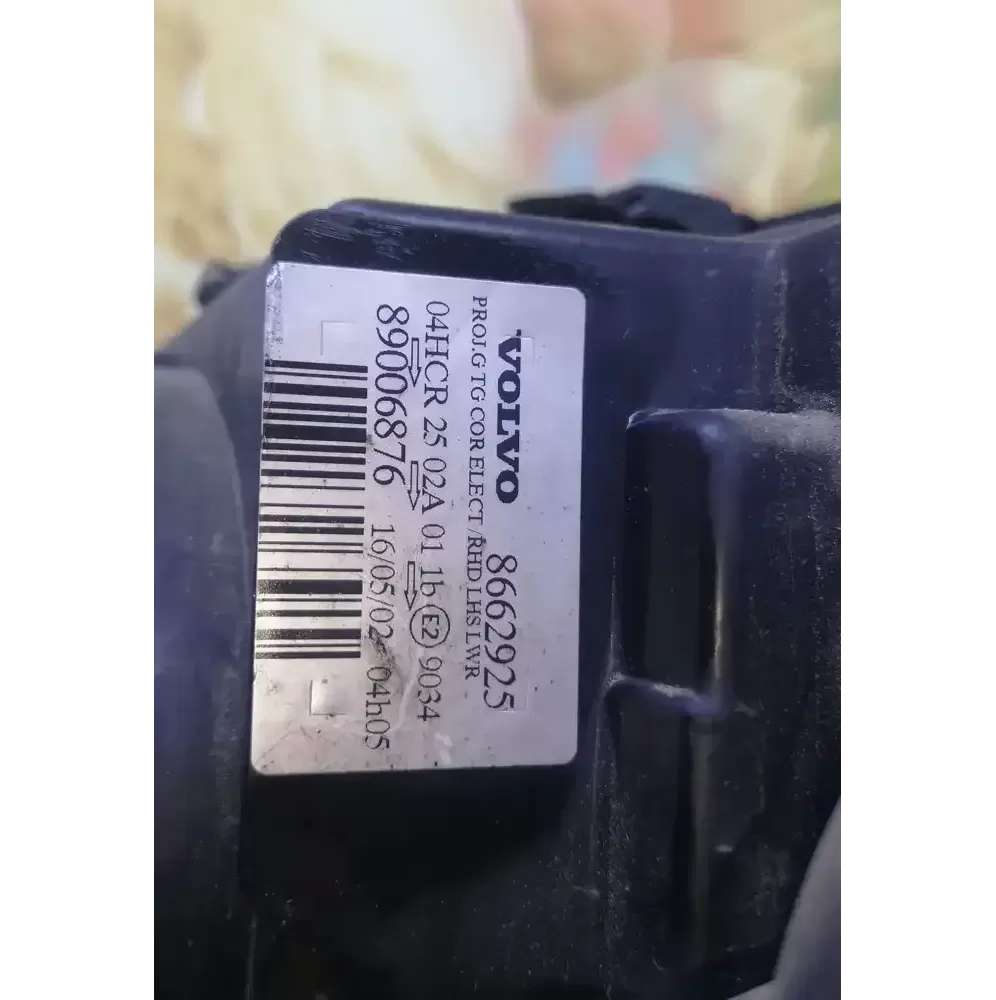 VOLVO 8662925
PROJ.G TG COR ELECT /RHD LHS LWR
04HCR 25 02A 01 1b E2 9034
89006876 16/05/02 04h05